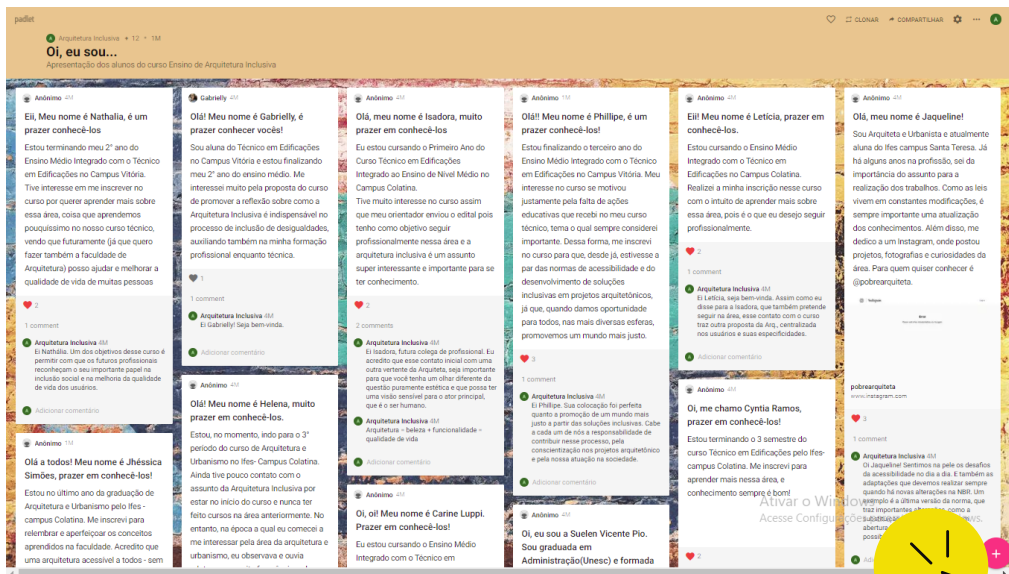 padlet
CLONAR
COMPARTILHAR
A
Arquitetura Inclusiva • 12 • 1M
Oi, eu sou...
Apresentação dos alunos do curso Ensino de Arquitetura Inclusiva
Anônimo 4M
Eii, Meu nome é Nathalia, é um
prazer conhecê-los
Estou terminando meu 2° ano do
Ensino Médio Integrado com o Técnico
em Edificações no Campus Vitória.
Tive interesse em me inscrever no
curso por querer aprender mais sobre
essa área, coisa que aprendemos
pouquíssimo no nosso curso técnico,
vendo que futuramente (já que quero
fazer também a faculdade de
Arquitetura) posso ajudar e melhorar a
qualidade de vida de muitas pessoas
2
1 comment
Arquitetura Inclusiva 4M
Ei Nathália. Um dos objetivos desse curso é
permitir com que os futuros profissionais
reconheçam o seu importante papel na
inclusão social e na melhoria da qualidade
de vida dos usuários.
Adicionar comentário
Anônimo 1M
Olá a todos! Meu nome é Jhéssica
Simões, prazer em conhecê-los!
Estou no último ano da graduação de
Arquitetura e Urbanismo pelo Ifes -
campus Colatina. Me inscrevi para
relembrar e aperfeiçoar os conceitos
aprendidos na faculdade. Acredito que
uma arquitetura acessível a todos - sem
Gabrielly 4M
Olá! Meu nome é Gabrielly, é
prazer conhecer vocês!
Sou aluna do Técnico em Edificações
no Campus Vitória e estou finalizando
meu 2° ano do ensino médio. Me
interessei muito pela proposta do curso
de promover a reflexão sobre como a
Arquitetura Inclusiva é indispensável no
processo de inclusão de desigualdades,
auxiliando também na minha formação
profissional enquanto técnica.
1
1 comment
Arquitetura Inclusiva 4M
Ei Gabrielly! Seja bem-vinda.
Adicionar comentário
Anônimo 4M
Olá! Meu nome é Helena, muito
prazer em conhecê-los.
Estou, no momento, indo para o 3°
período do curso de Arquitetura e
Urbanismo no Ifes- Campus Colatina.
Ainda tive pouco contato com o
assunto da Arquitetura Inclusiva por
estar no início do curso e nunca ter
feito cursos na área anteriormente. No
entanto, na época a qual eu comecei a
me interessar pela área da arquitetura e
urbanismo, eu observava e ouvia
Anônimo 4M
Olá, meu nome é Isadora, muito
prazer em conhecê-los
Eu estou cursando o Primeiro Ano do
Curso Técnico em Edificações
Integrado ao Ensino de Nivel Médio no
Campus Colatina.
Tive muito interesse no curso assim
que meu orientador enviou o edital pois
tenho como objetivo seguir
profissionalmente nessa área e a
arquitetura inclusiva é um assunto
super interessante e importante para se
ter conhecimento.
2
2 comments
Arquitetura Inclusiva 4M
Ei Isadora, futura colega de profissional. Eu
acredito que esse contato inicial com uma
outra vertente da Arquiteta, seja importante
para que você tenha um olhar diferente da
questão puramente estética e que possa ter
uma visão sensível para o ator principal,
que é o ser humano.
Arquitetura Inclusiva 4M
Arquitetura – beleza + funcionalidade –
qualidade de vida
Adicionar comentário
Anônimo 4M
Oi, oi! Meu nome é Carine Luppi.
Prazer em conhecê-los!
Eu estou cursando o Ensino Médio
Integrado com o Técnico em
Anônimo 1M
Olá!! Meu nome é Phillipe, é um
prazer conhecê-los!
Estou finalizando o terceiro ano do
Ensino Médio Integrado com o Técnico
em Edificações no Campus Vitória. Meu
interesse no curso se motivou
justamente pela falta de ações
educativas que recebi no meu curso
técnico, tema o qual sempre considerei
importante. Dessa forma, me inscrevi
no curso para que, desde já, estivesse a
par das normas de acessibilidade e do
desenvolvimento de soluções
inclusivas em projetos arquitetônicos,
já que, quando damos oportunidade
para todos, nas mais diversas esferas,
promovemos um mundo mais justo.
3
1 comment
Arquitetura Inclusiva 4M
Ei Phillipe. Sua colocação foi perfeita
quanto a promoção de um mundo mais
justo a partir das soluções inclusivas. Cabe
a cada um de nós a responsabilidade de
contribuir nesse processo, pela
conscientização nos projetos arquitetônico
e pela nossa atuação na sociedade.
Adicionar comentário
Anônimo 4M
Oi, eu sou a Suelen Vicente Pio.
Sou graduada em
Administração(Unesc) e formada
Anônimo 4M
Eii! Meu nome é Letícia, prazer em
conhecê-los.
Estou cursando o Ensino Médio
Integrado com o Técnico em
Edificações no Campus Colatina.
Realizei a minha inscrição nesse curso
com o intuito de aprender mais sobre
essa área, pois é o que eu desejo seguir
profissionalmente.
2
1 comment
Arquitetura Inclusiva 4M
Ei Letícia, seja bem-vinda. Assim como eu
disse para a Isadora, que também pretende
seguir na área, esse contato com o curso
traz outra proposta da Arq., centralizada
nos usuários e suas especificidades.
Adicionar comentário
Anônimo 4M
Oi, me chamo Cyntia Ramos,
prazer em conhecê-los!
Estou terminando o 3 semestre do
curso Técnico em Edificações pelo Ifes-
campus Colatina. Me inscrevi para
aprender mais nessa área, e
conhecimento sempre é bom!
2
Anônimo 4M
Olá, meu nome é Jaqueline!
Sou Arquiteta e Urbanista e atualmente
aluna do Ifes campus Santa Teresa. Já
há alguns anos na profissão, sei da
importância do assunto para a
realização dos trabalhos. Como as leis
vivem em constantes modificações, é
sempre importante uma atualização
dos conhecimentos. Além disso, me
dedico a um Instagram, onde postou
projetos, fotografias e curiosidades da
área. Para quem quiser conhecer é
@pobrearquiteta.
pobrearquiteta
www.instagram.com
3
1 comment
Arquitetura Inclusiva 4M
Oi Jaqueline! Sentimos na pele os desafios
da acessibilidade no dia a dia. E também as
adaptações que devemos realizar sempre
quando há novas alterações na NBR. Um
exemplo é a última versão da norma, que
traz importantes alterações, como a
Ativar o Windows
Acesse Configurações